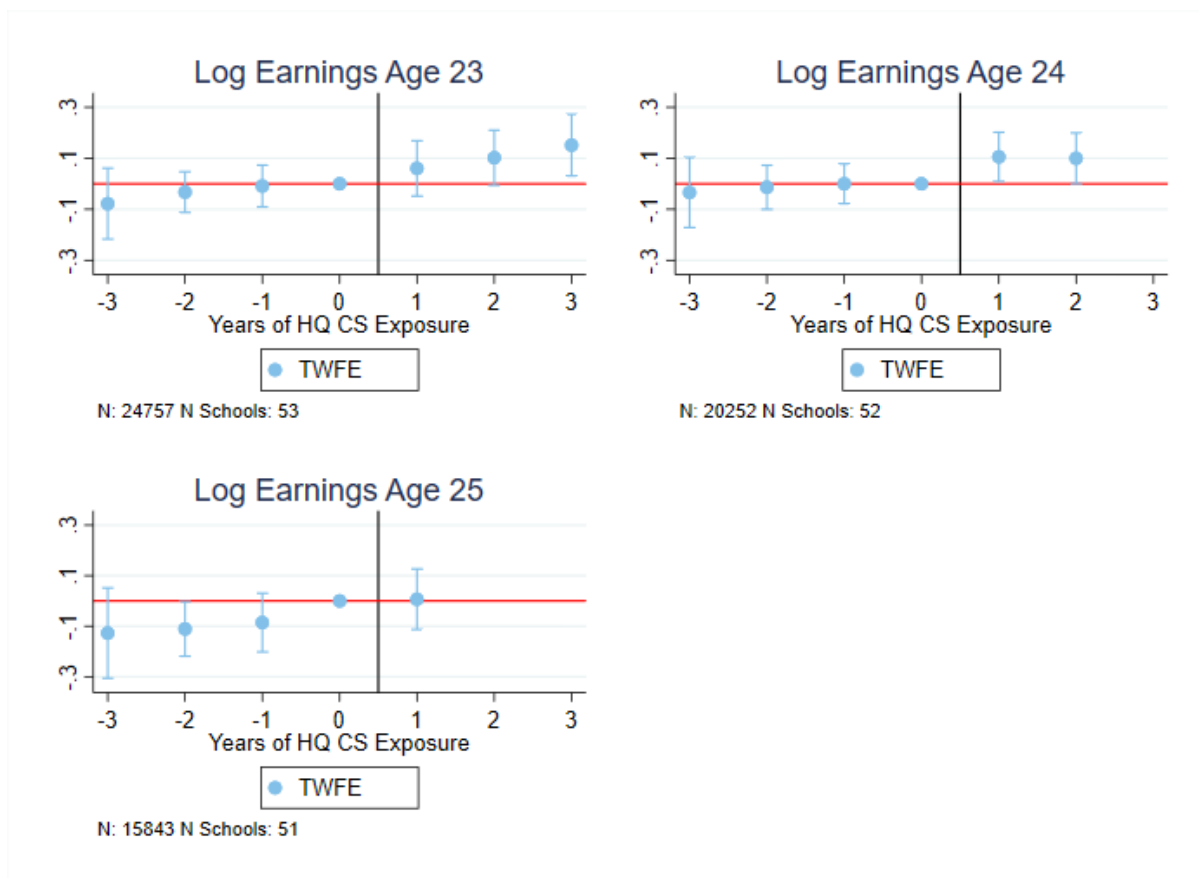 Log Earnings Age 23
.3
.1
-.1
-.3
-3 -2 -1 0 1 2 3
Years of HQ CS Exposure
TWFE
N: 24757 N Schools: 53
Log Earnings Age 24
.3
.1
-.1
-.3
-3 -2 -1 0 1 2 3
Years of HQ CS Exposure
TWFE
N: 20252 N Schools: 52
Log Earnings Age 25
.3
.1
-.1
-.3
-3 -2 -1 0 1 2 3
Years of HQ CS Exposure
TWFE
N: 15843 N Schools: 51